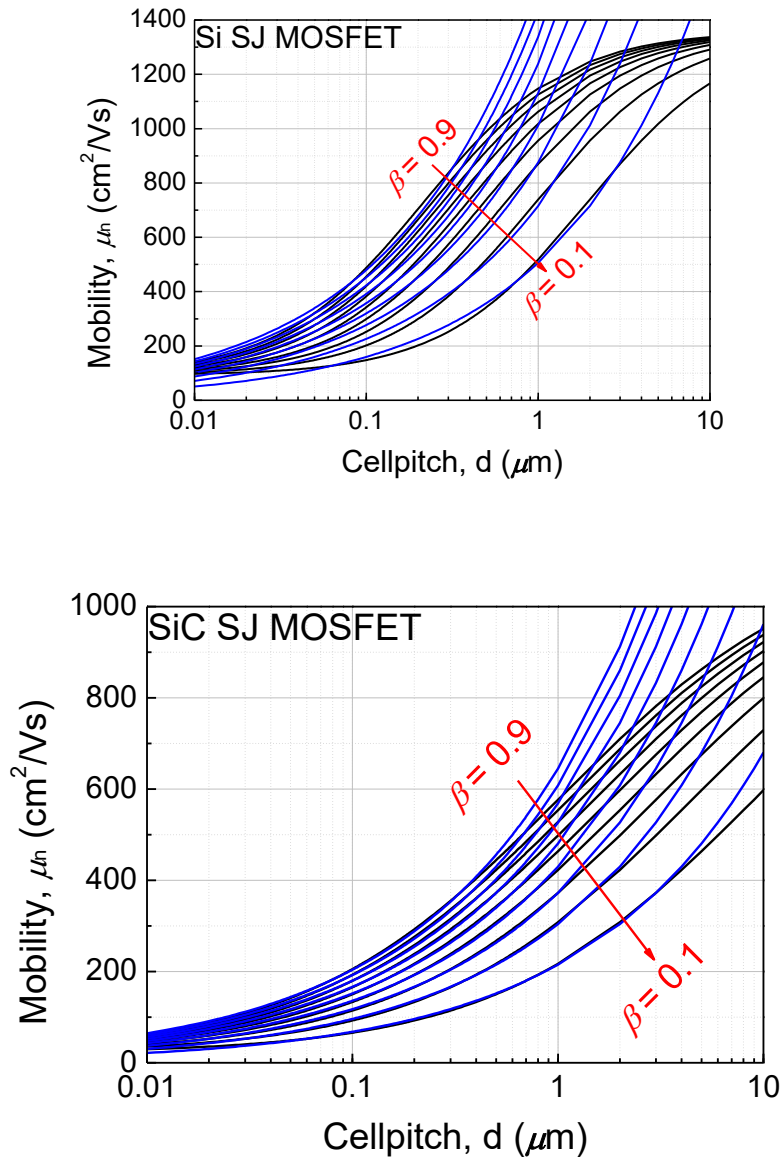 Si SJ MOSFET
1400
1200
1000
800
600
400
200
0
Mobility, μn (cm²/Vs)
β = 0.9
β = 0.1
0.01
0.1
1
10
Cellpitch, d (μm)
SiC SJ MOSFET
1000
800
600
400
200
0
Mobility, μn (cm²/Vs)
β = 0.9
β = 0.1
0.01
0.1
1
10
Cellpitch, d (μm)